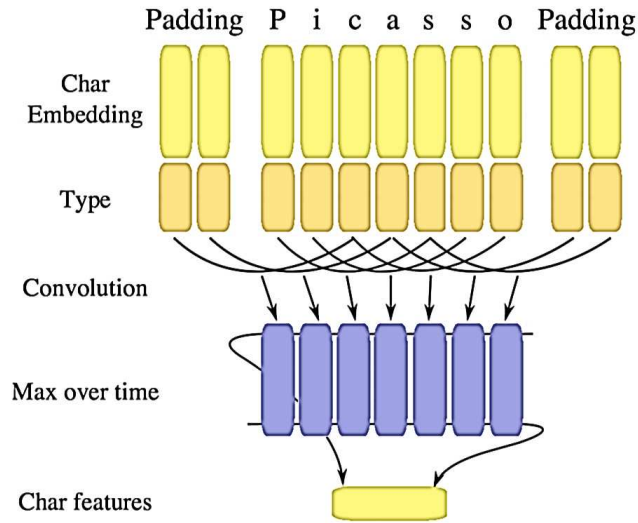 Padding P i c a s s o Padding
Char
Embedding
Type
Convolution
Max over time
Char features